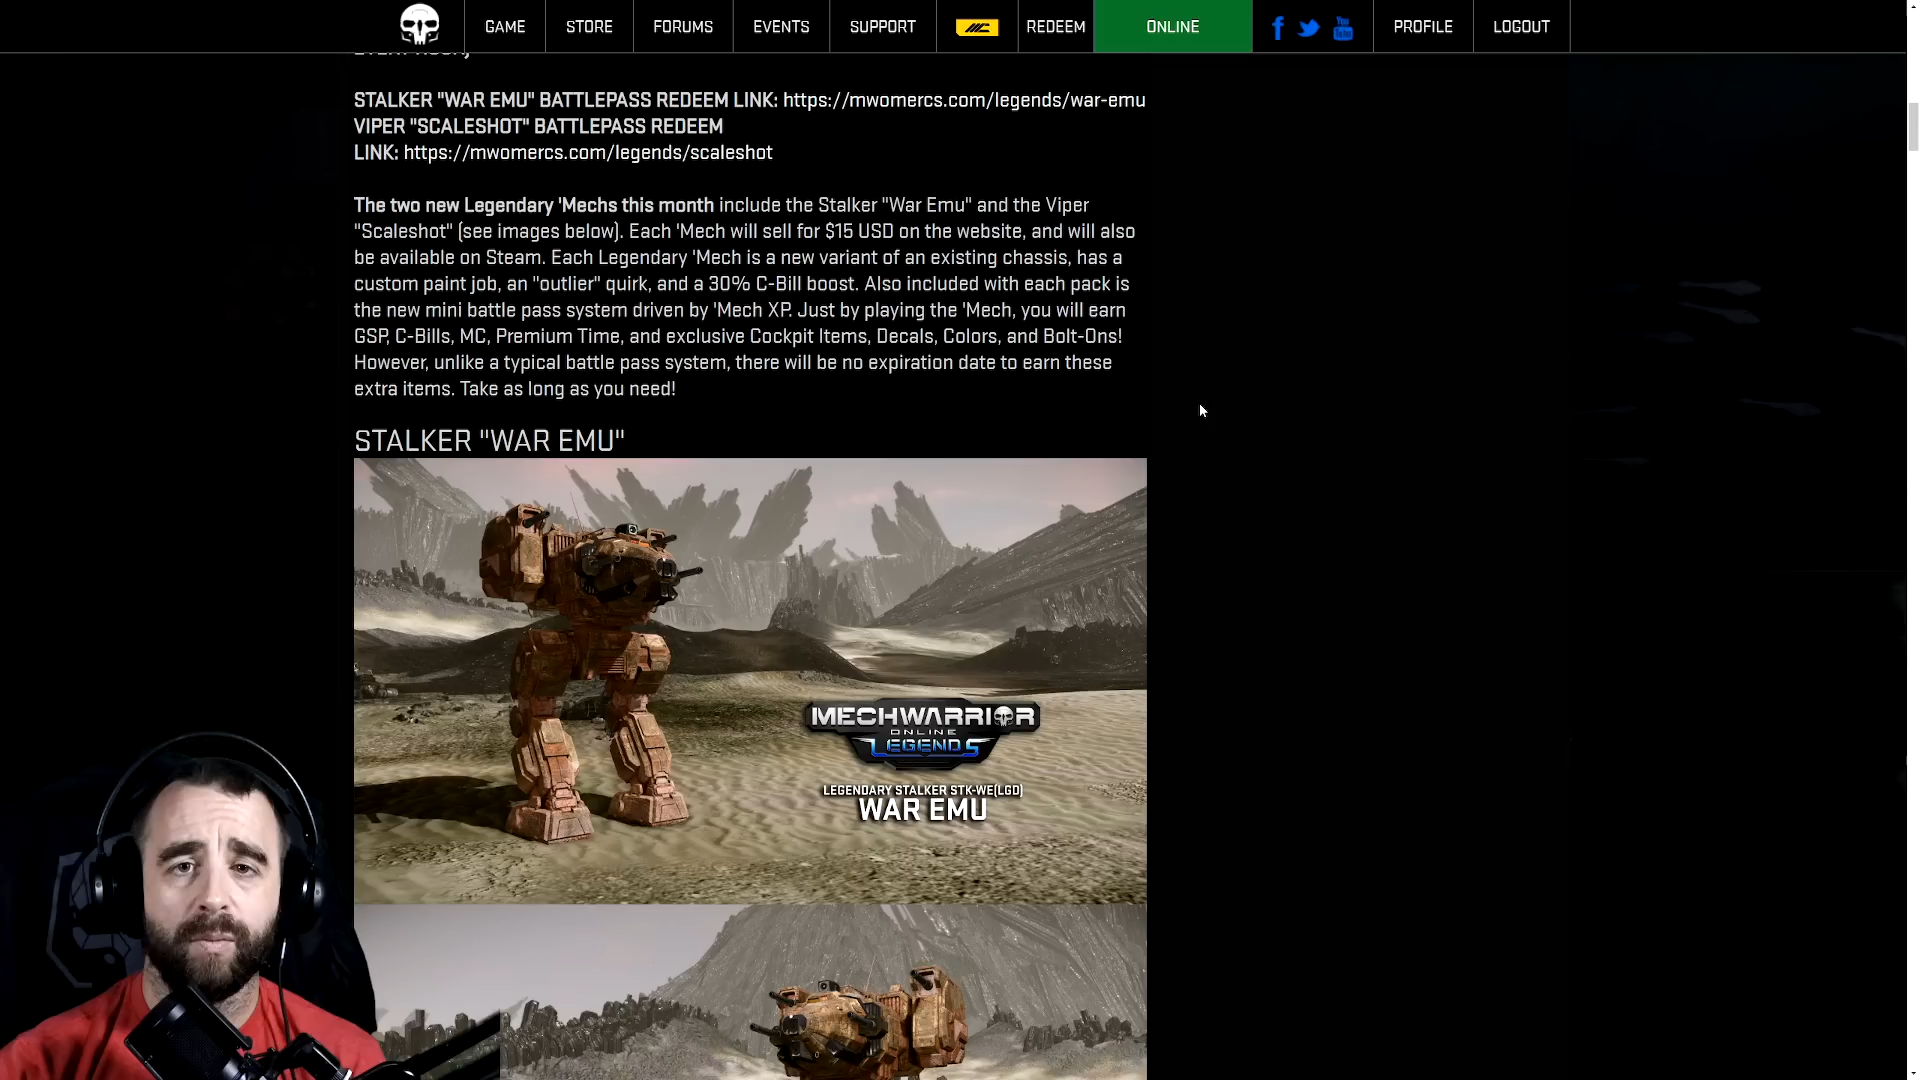 GAME STORE FORUMS EVENTS SUPPORT MC REDEEM ONLINE PROFILE LOGOUT
STALKER "WAR EMU" BATTLEPASS REDEEM LINK: https://mwomercs.com/legends/war-emu
VIPER "SCALESHOT" BATTLEPASS REDEEM
LINK: https://mwomercs.com/legends/scaleshot
The two new Legendary 'Mechs this month include the Stalker "War Emu" and the Viper
"Scaleshot" (see images below). Each 'Mech will sell for $15 USD on the website, and will also
be available on Steam. Each Legendary 'Mech is a new variant of an existing chassis, has a
custom paint job, an "outlier" quirk, and a 30% C-Bill boost. Also included with each pack is
the new mini battle pass system driven by 'Mech XP. Just by playing the 'Mech, you will earn
GSP, C-Bills, MC, Premium Time, and exclusive Cockpit Items, Decals, Colors, and Bolt-Ons!
However, unlike a typical battle pass system, there will be no expiration date to earn these
extra items. Take as long as you need!
STALKER "WAR EMU"
MECHWARRIOR
ONLINE
LEGENDS
LEGENDARY STALKER STK-WE(LGD)
WAR EMU